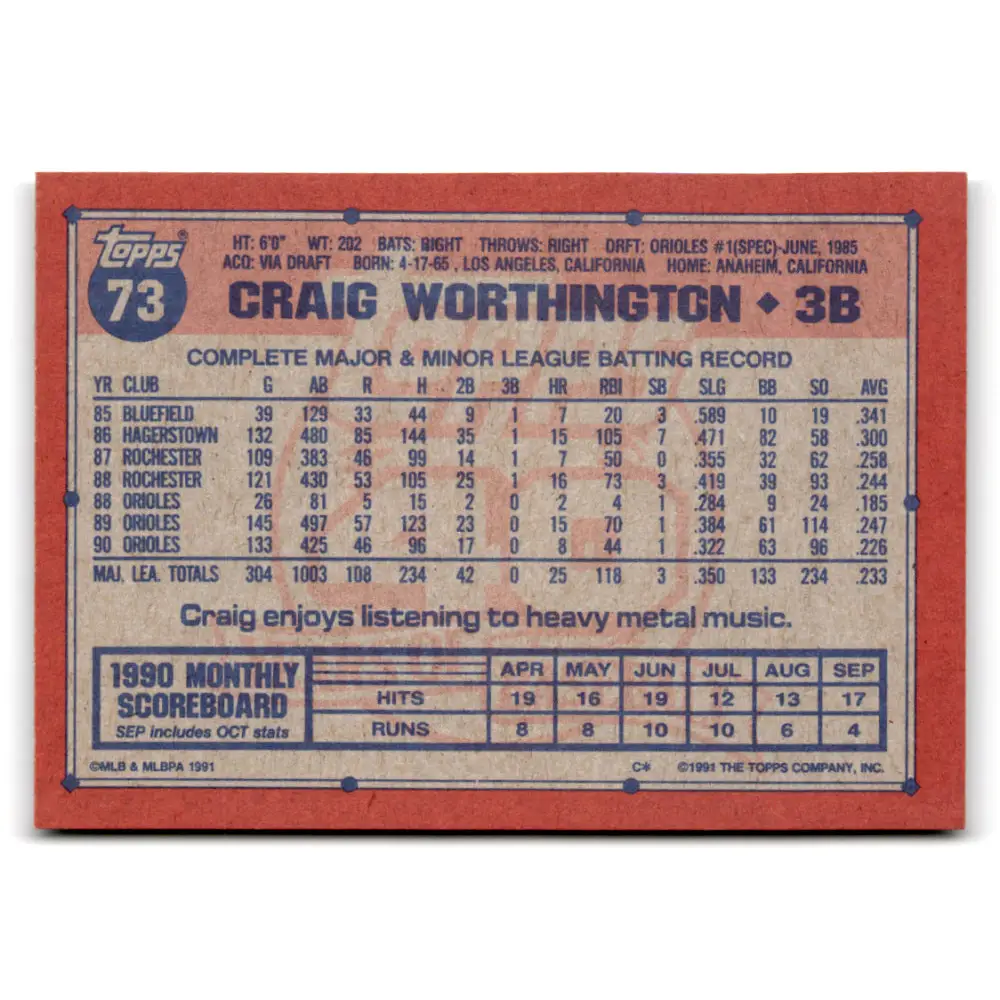 topps®
73
HT: 6'0" WT: 202 BATS: RIGHT THROWS: RIGHT DRFT: ORIOLES #1(SPEC)-JUNE, 1985
ACQ: VIA DRAFT BORN: 4-17-65 , LOS ANGELES, CALIFORNIA HOME: ANAHEIM, CALIFORNIA
CRAIG WORTHINGTON ◆ 3B
COMPLETE MAJOR & MINOR LEAGUE BATTING RECORD
YR CLUB G AB R H 2B 3B HR RBI SB SLG BB SO AVG
85 BLUEFIELD 39 129 33 44 9 1 7 20 3 .589 10 19 .341
86 HAGERSTOWN 132 480 85 144 35 1 15 105 7 .471 82 58 .300
87 ROCHESTER 109 383 46 99 14 1 7 50 0 .355 32 62 .258
88 ROCHESTER 121 430 53 105 25 1 16 73 3 .419 39 93 .244
88 ORIOLES 26 81 5 15 2 0 2 4 1 .284 9 24 .185
89 ORIOLES 145 497 57 123 23 0 15 70 1 .384 61 114 .247
90 ORIOLES 133 425 46 96 17 0 8 44 1 .322 63 96 .226
MAJ. LEA. TOTALS 304 1003 108 234 42 0 25 118 3 .350 133 234 .233
Craig enjoys listening to heavy metal music.
1990 MONTHLY
SCOREBOARD
SEP includes OCT stats
APR MAY JUN JUL AUG SEP
HITS 19 16 19 12 13 17
RUNS 8 8 10 10 6 4
©MLB & MLBPA 1991 C* ©1991 THE TOPPS COMPANY, INC.